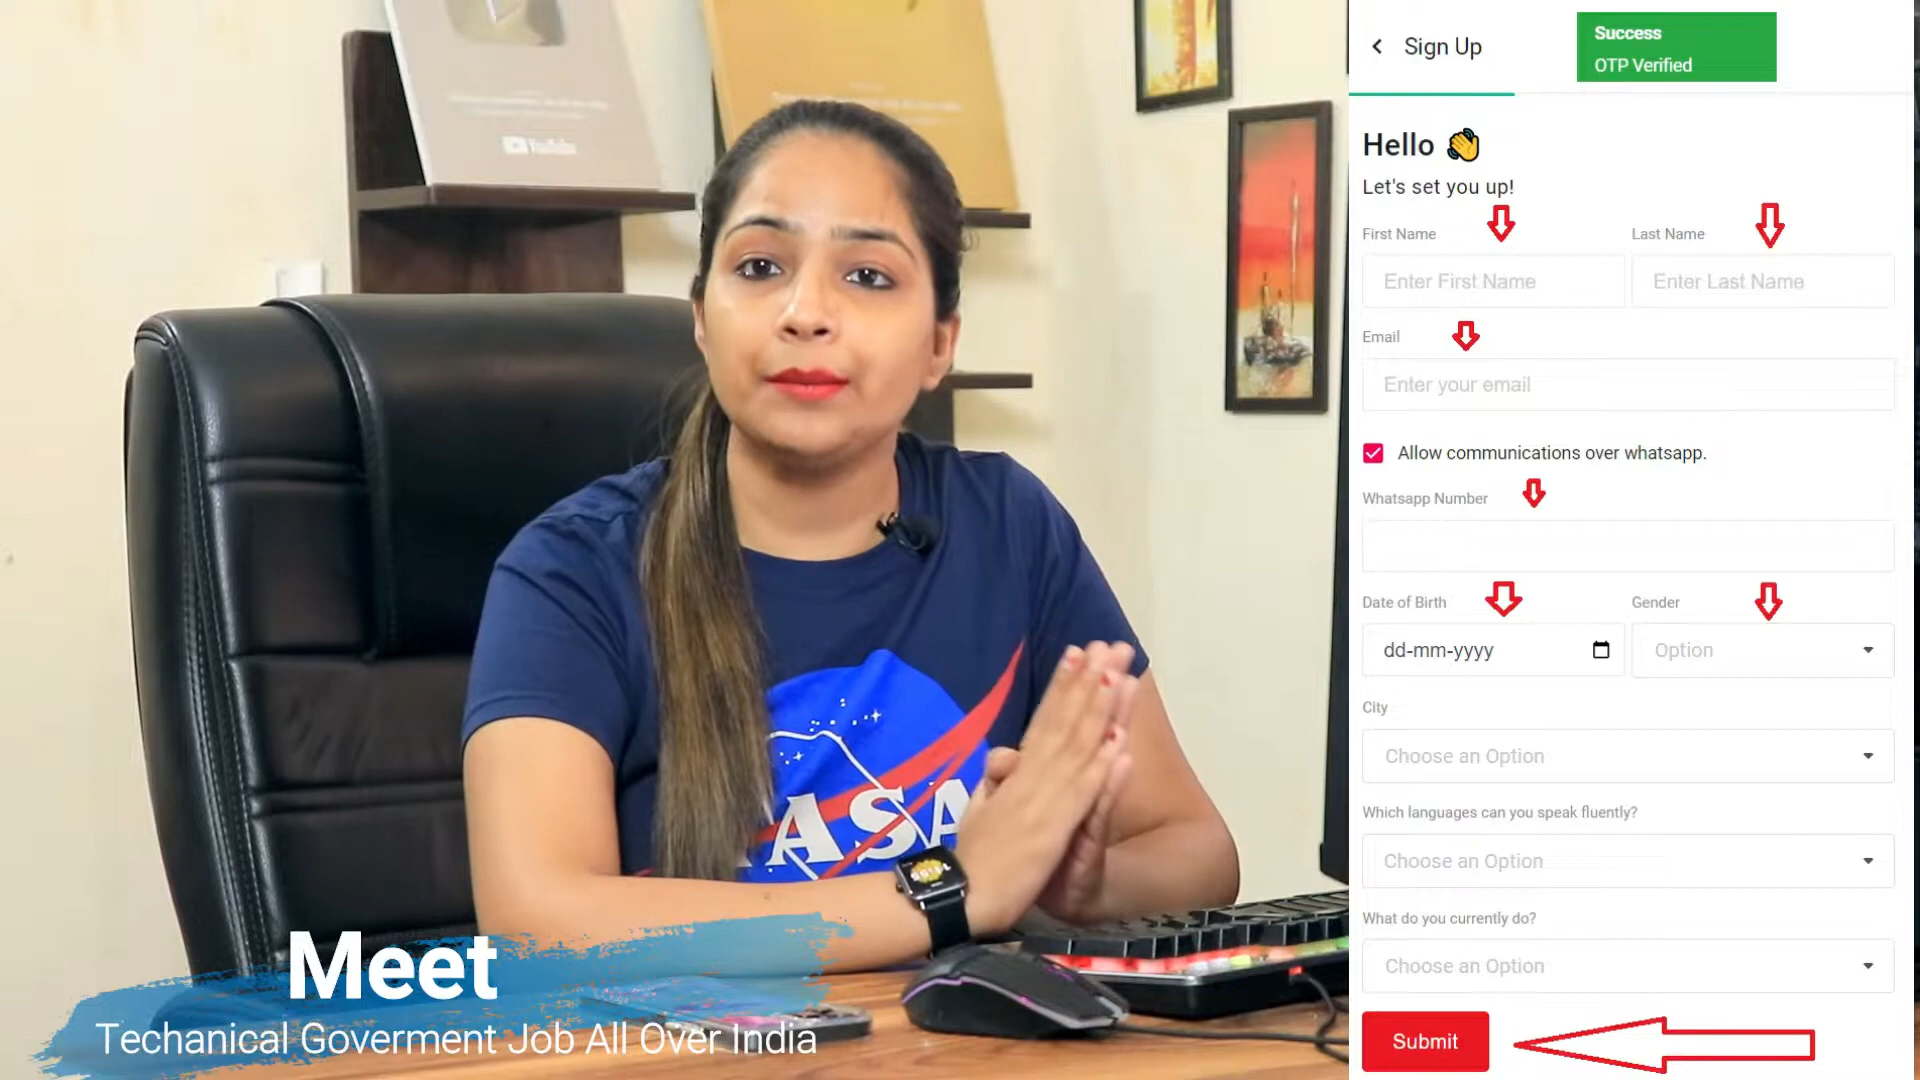 YouTube
NASA
Meet
Techanical Goverment Job All Over India
Sign Up
Success
OTP Verified
Hello 👋
Let's set you up!
First Name
Last Name
Enter First Name
Enter Last Name
Email
Enter your email
Allow communications over whatsapp.
Whatsapp Number
Date of Birth
Gender
dd-mm-yyyy
Option
City
Choose an Option
Which languages can you speak fluently?
Choose an Option
What do you currently do?
Choose an Option
Submit